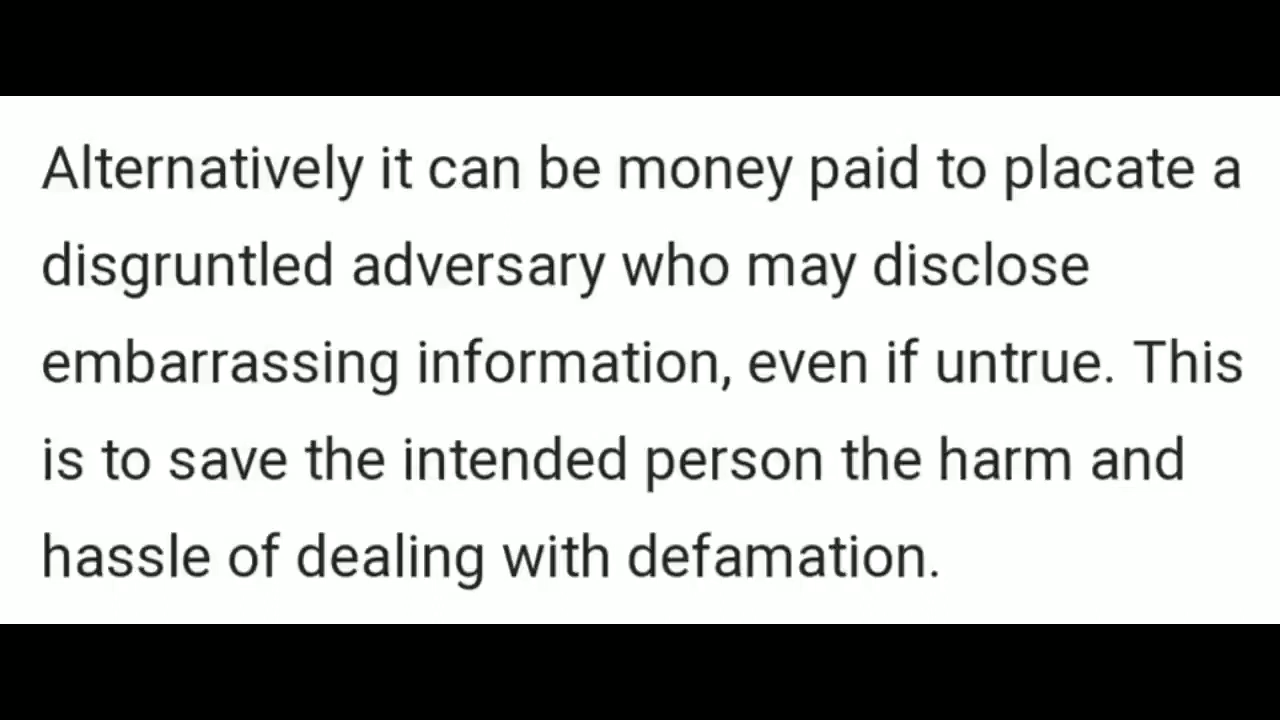 Alternatively it can be money paid to placate a
disgruntled adversary who may disclose
embarrassing information, even if untrue. This
is to save the intended person the harm and
hassle of dealing with defamation.